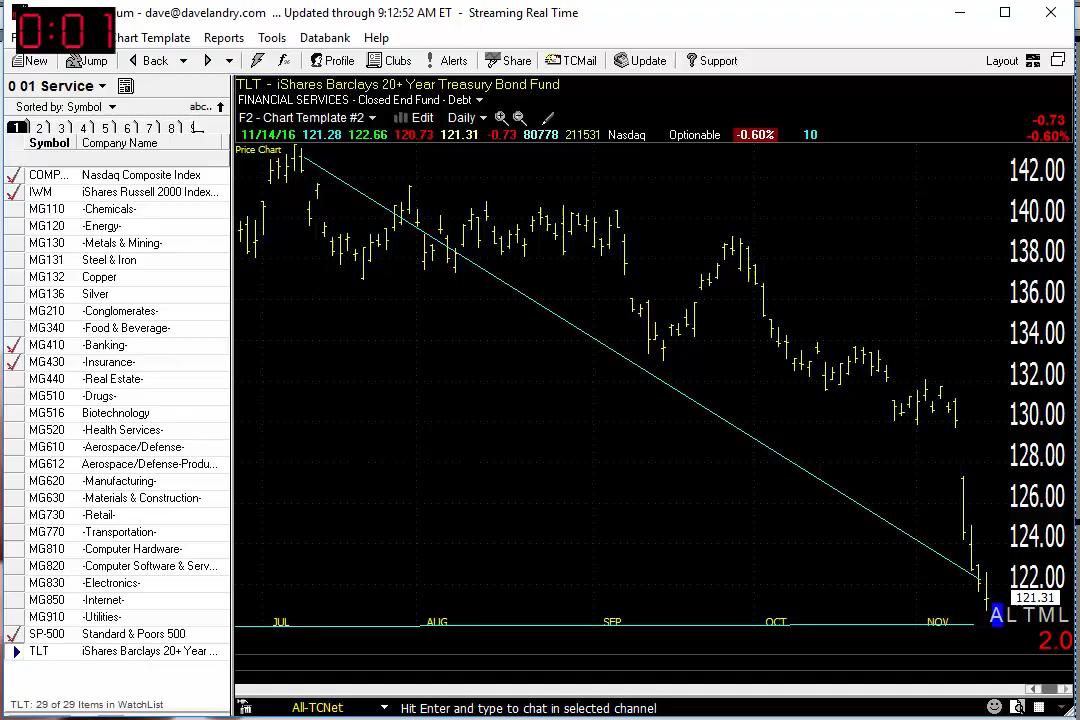 um - dave@davelandry.com ... Updated through 9:12:52 AM ET - Streaming Real Time
0:01
hart Template Reports Tools Databank Help
New Jump Back Profile Clubs Alerts Share TCMail Update Support Layout
0 01 Service
Sorted by: Symbol abc..
1 2 3 4 5 6 7 8
Symbol Company Name
COMP... Nasdaq Composite Index
IWM iShares Russell 2000 Index...
MG110 -Chemicals-
MG120 -Energy-
MG130 -Metals & Mining-
MG131 Steel & Iron
MG132 Copper
MG136 Silver
MG210 -Conglomerates-
MG340 -Food & Beverage-
MG410 -Banking-
MG430 -Insurance-
MG440 -Real Estate-
MG510 -Drugs-
MG516 Biotechnology
MG520 -Health Services-
MG610 -Aerospace/Defense-
MG612 Aerospace/Defense-Produ...
MG620 -Manufacturing-
MG630 -Materials & Construction-
MG730 -Retail-
MG770 -Transportation-
MG810 -Computer Hardware-
MG820 -Computer Software & Serv...
MG830 -Electronics-
MG850 -Internet-
MG910 -Utilities-
SP-500 Standard & Poors 500
TLT iShares Barclays 20+ Year ...
TLT: 29 of 29 Items in WatchList
TLT - iShares Barclays 20+ Year Treasury Bond Fund
FINANCIAL SERVICES - Closed End Fund - Debt
F2 - Chart Template #2 Edit Daily
11/14/16 121.28 122.66 120.73 121.31 -0.73 80778 211531 Nasdaq Optionable -0.60% 10
-0.73
-0.60%
Price Chart
142.00
140.00
138.00
136.00
134.00
132.00
130.00
128.00
126.00
124.00
122.00
121.31
A L T M L
JUL AUG SEP OCT NOV
2.0
All-TCNet Hit Enter and type to chat in selected channel